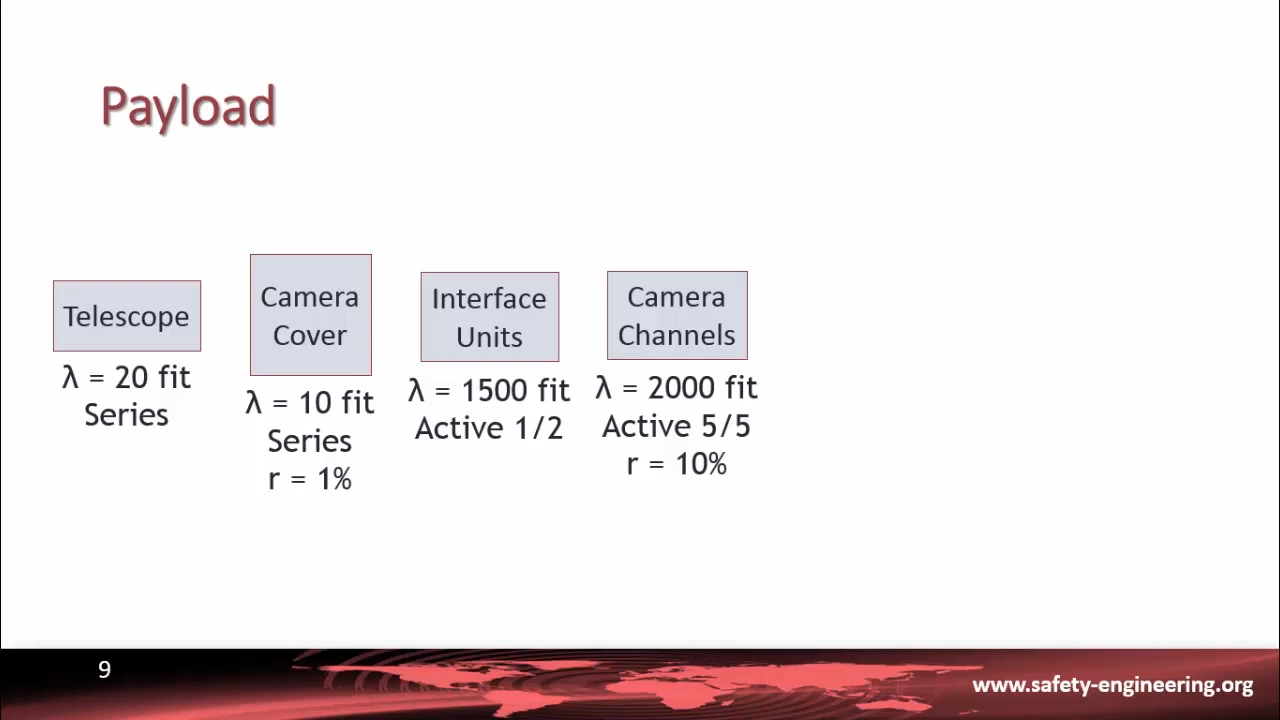 Payload
Telescope
λ = 20 fit
Series
Camera
Cover
λ = 10 fit
Series
r = 1%
Interface
Units
λ = 1500 fit
Active 1/2
Camera
Channels
λ = 2000 fit
Active 5/5
r = 10%
9
www.safety-engineering.org